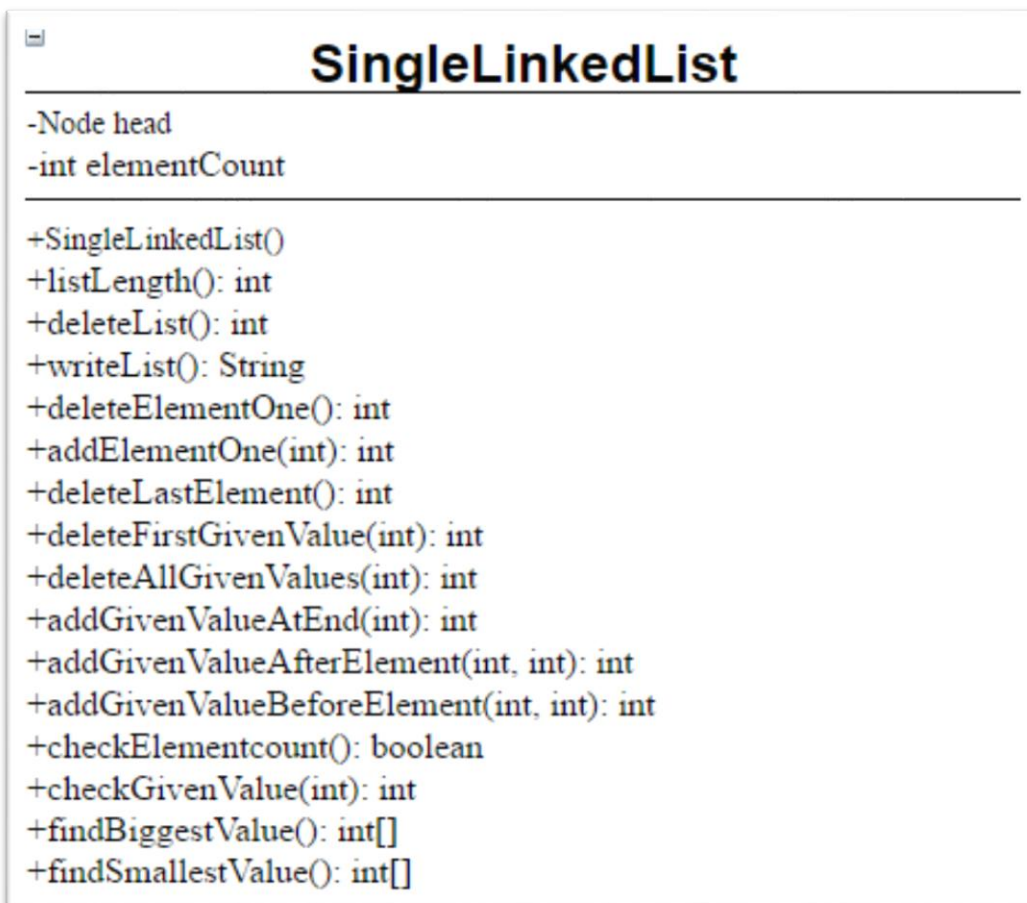 SingleLinkedList
-Node head
-int elementCount
+SingleLinkedList()
+listLength(): int
+deleteList(): int
+writeList(): String
+deleteElementOne(): int
+addElementOne(int): int
+deleteLastElement(): int
+deleteFirstGivenValue(int): int
+deleteAllGivenValues(int): int
+addGivenValueAtEnd(int): int
+addGivenValueAfterElement(int, int): int
+addGivenValueBeforeElement(int, int): int
+checkElementcount(): boolean
+checkGivenValue(int): int
+findBiggestValue(): int[]
+findSmallestValue(): int[]